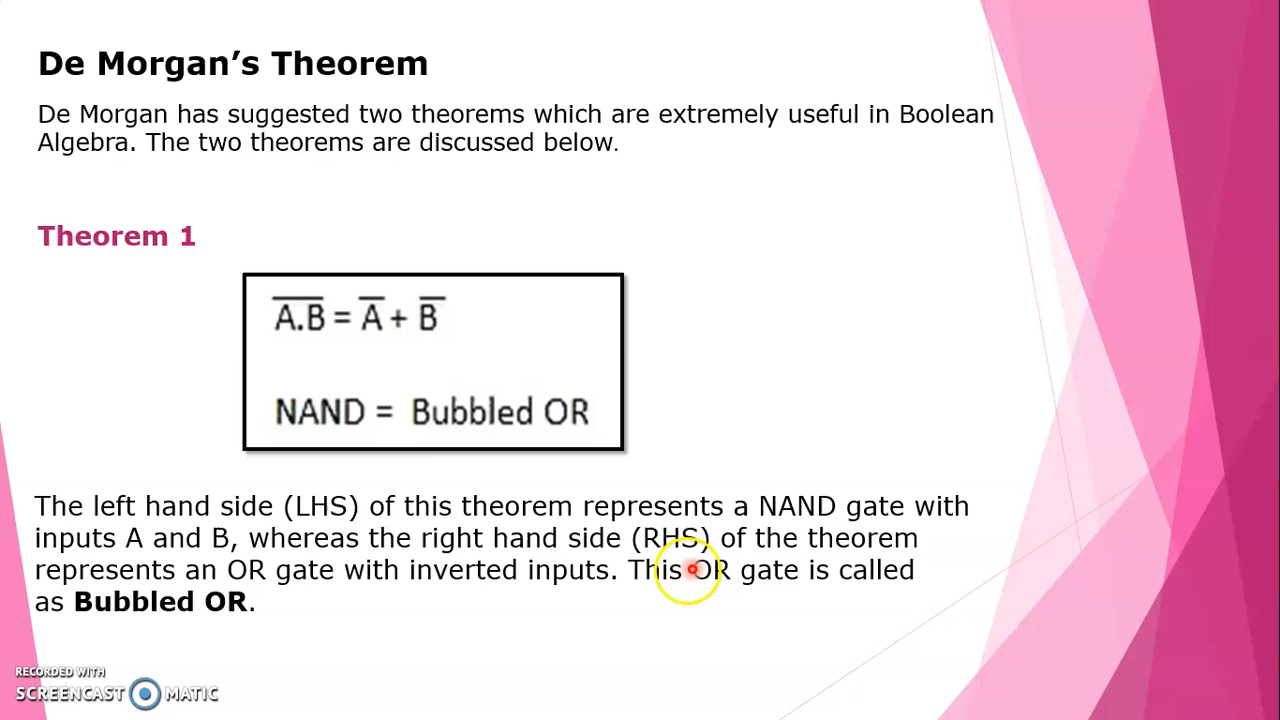 De Morgan’s Theorem
De Morgan has suggested two theorems which are extremely useful in Boolean
Algebra. The two theorems are discussed below.
Theorem 1
A̅.̅B̅ = A̅ + B̅
NAND = Bubbled OR
The left hand side (LHS) of this theorem represents a NAND gate with
inputs A and B, whereas the right hand side (RHS) of the theorem
represents an OR gate with inverted inputs. This OR gate is called
as Bubbled OR.
RECORDED WITH
SCREENCAST MATIC